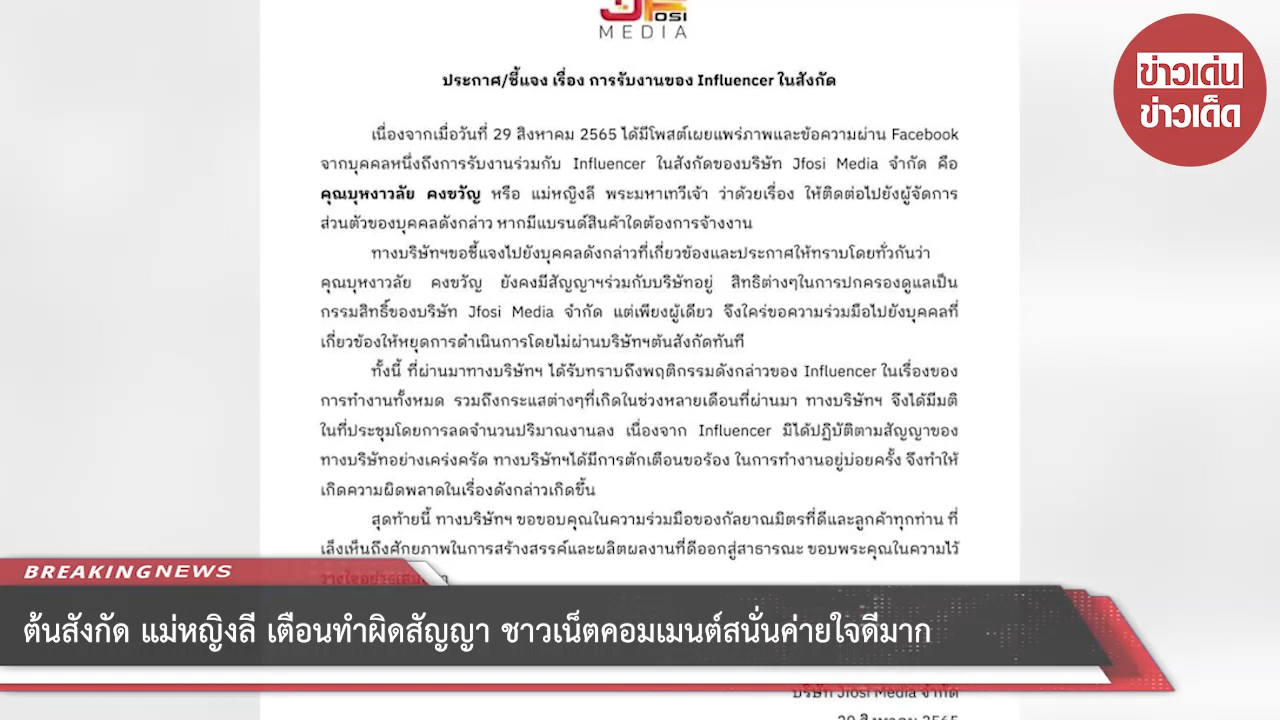 JFOSI
MEDIA
ข่าวเด่น
ข่าวเด็ด
ประกาศ/ชี้แจง เรื่อง การรับงานของ Influencer ในสังกัด
เนื่องจากเมื่อวันที่ 29 สิงหาคม 2565 ได้มีโพสต์เผยแพร่ภาพและข้อความผ่าน Facebook
จากบุคคลหนึ่งถึงการรับงานร่วมกับ Influencer ในสังกัดของบริษัท Jfosi Media จำกัด คือ
คุณบุหงาวลัย คงขวัญ หรือ แม่หญิงลี พระมหาเทวีเจ้า ว่าด้วยเรื่อง ให้ติดต่อไปยังผู้จัดการ
ส่วนตัวของบุคคลดังกล่าว หากมีแบรนด์สินค้าใดต้องการจ้างงาน
ทางบริษัทฯขอชี้แจงไปยังบุคคลดังกล่าวที่เกี่ยวข้องและประกาศให้ทราบโดยทั่วกันว่า
คุณบุหงาวลัย คงขวัญ ยังคงมีสัญญาฯร่วมกับบริษัทอยู่ สิทธิต่างๆในการปกครองดูแลเป็น
กรรมสิทธิ์ของบริษัท Jfosi Media จำกัด แต่เพียงผู้เดียว จึงใคร่ขอความร่วมมือไปยังบุคคลที่
เกี่ยวข้องให้หยุดการดำเนินการโดยไม่ผ่านบริษัทฯต้นสังกัดทันที
ทั้งนี้ ที่ผ่านมาทางบริษัทฯ ได้รับทราบถึงพฤติกรรมดังกล่าวของ Influencer ในเรื่องของ
การทำงานทั้งหมด รวมถึงกระแสต่างๆที่เกิดในช่วงหลายเดือนที่ผ่านมา ทางบริษัทฯ จึงได้มีมติ
ในที่ประชุมโดยการลดจำนวนปริมาณงานลง เนื่องจาก Influencer มิได้ปฏิบัติตามสัญญาของ
ทางบริษัทอย่างเคร่งครัด ทางบริษัทฯได้มีการตักเตือนขอร้อง ในการทำงานอยู่บ่อยครั้ง จึงทำให้
เกิดความผิดพลาดในเรื่องดังกล่าวเกิดขึ้น
สุดท้ายนี้ ทางบริษัทฯ ขอขอบคุณในความร่วมมือของกัลยาณมิตรที่ดีและลูกค้าทุกท่าน ที่
เล็งเห็นถึงศักยภาพในการสร้างสรรค์และผลิตผลงานที่ดีออกสู่สาธารณะ ขอบพระคุณในความไว้
BREAKING NEWS
ต้นสังกัด แม่หญิงลี เตือนทำผิดสัญญา ชาวเน็ตคอมเมนต์สนั่นค่ายใจดีมาก
บริษัท Jfosi Media จำกัด
29 สิงหาคม 2565